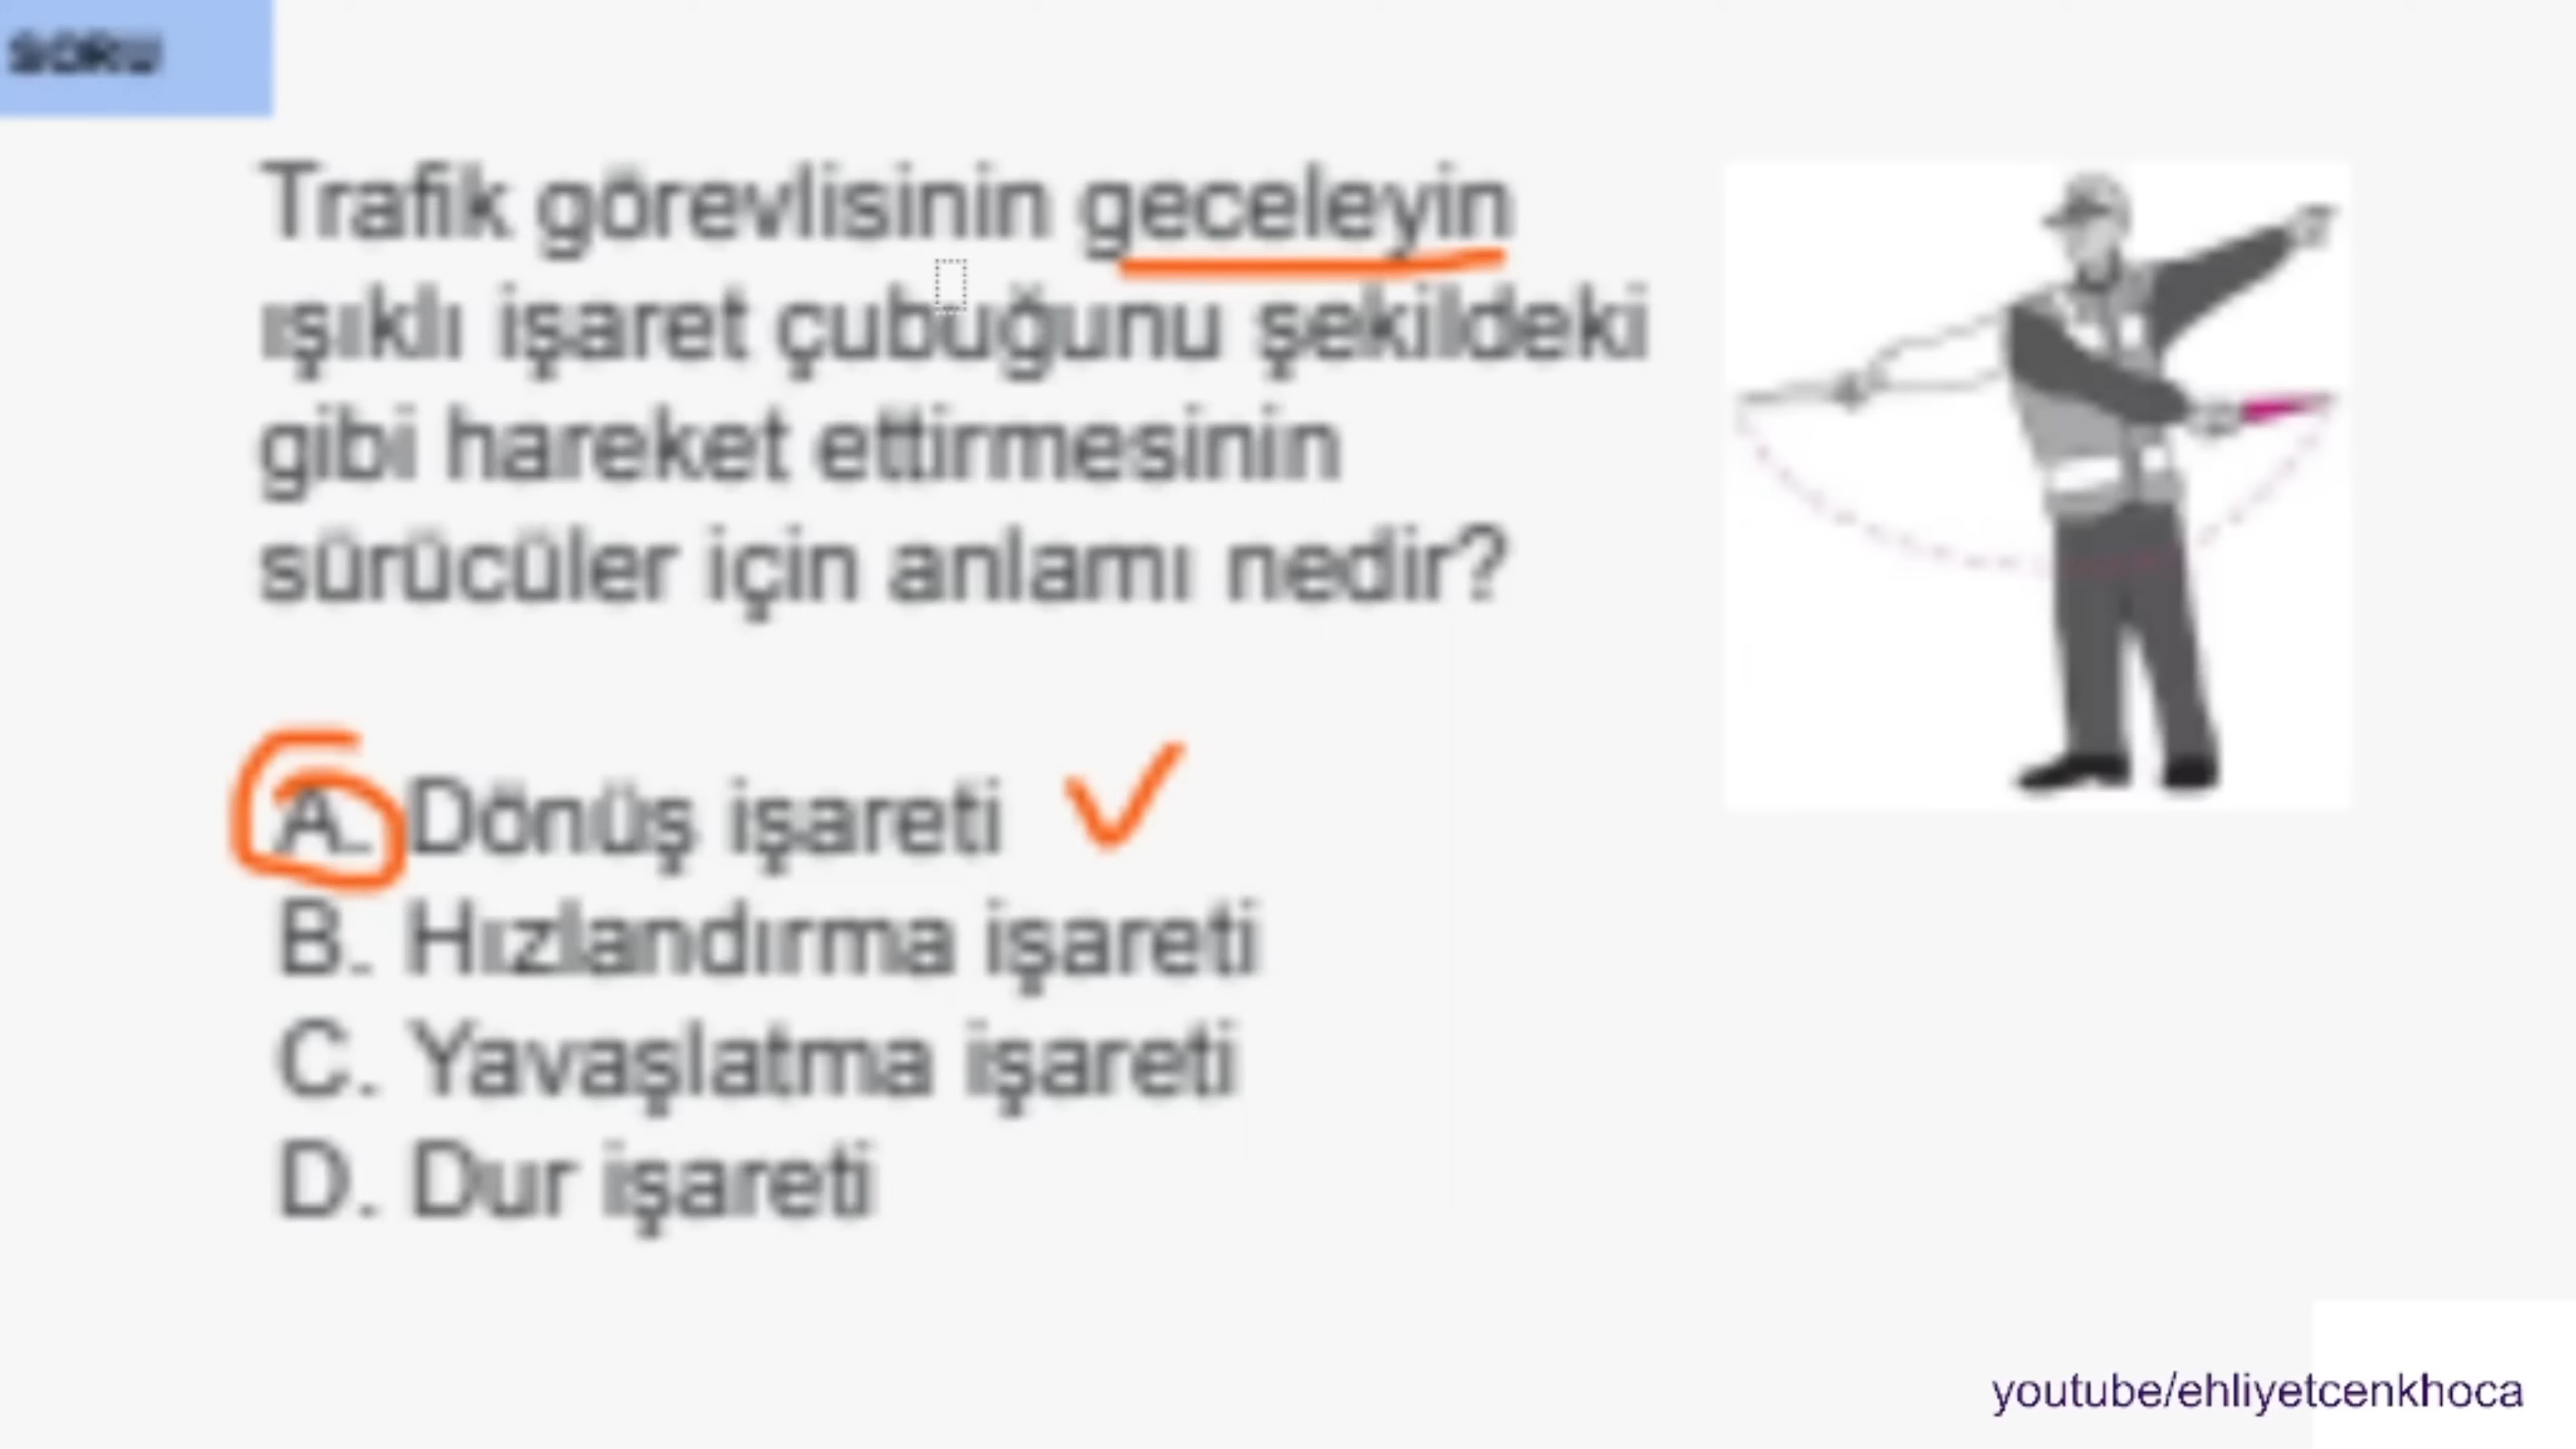 SORU
Trafik görevlisinin geceleyin
ışıklı işaret çubuğunu şekildeki
gibi hareket ettirmesinin
sürücüler için anlamı nedir?
A. Dönüş işareti
B. Hızlandırma işareti
C. Yavaşlatma işareti
D. Dur işareti
youtube/ehliyetcenkhoca